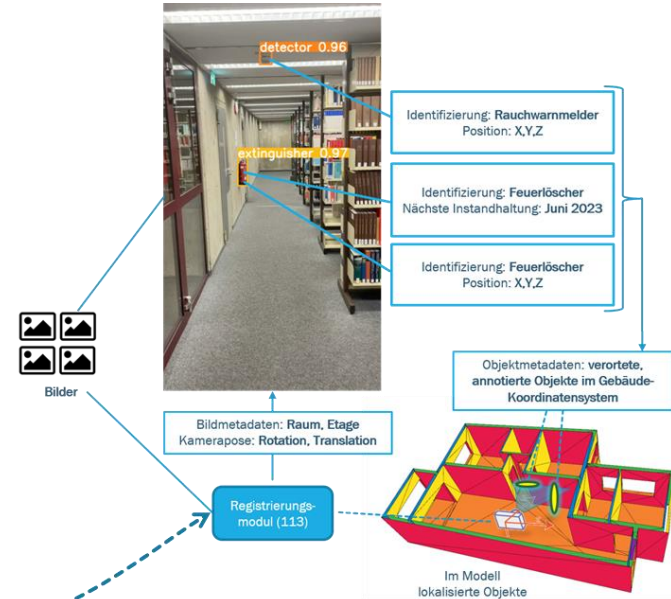 detector 0.96
Identifizierung: Rauchwarnmelder
Position: X,Y,Z
extinguisher 0.97
Identifizierung: Feuerlöscher
Nächste Instandhaltung: Juni 2023
Identifizierung: Feuerlöscher
Position: X,Y,Z
Bilder
Objektmetadaten: verortete,
annotierte Objekte im Gebäude-
Koordinatensystem
Bildmetadaten: Raum, Etage
Kamerapose: Rotation, Translation
Registrierungs-
modul (113)
Im Modell
lokalisierte Objekte